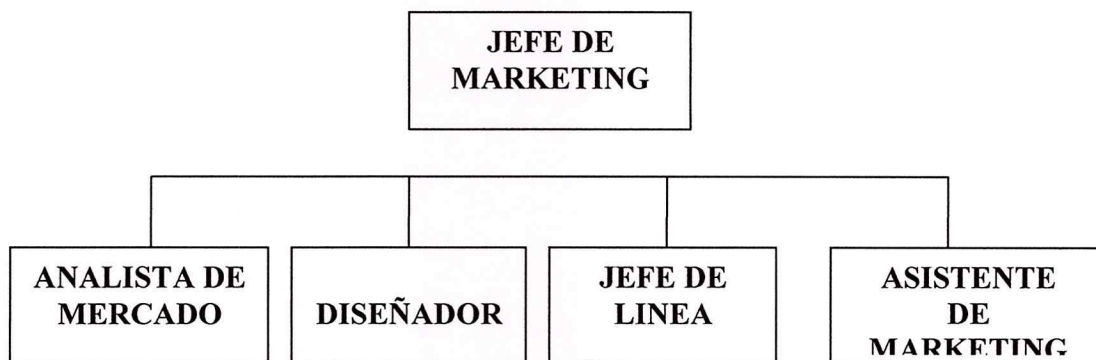 JEFE DE
MARKETING
ANALISTA DE
MERCADO
DISEÑADOR
JEFE DE
LINEA
ASISTENTE
DE
MARKETING